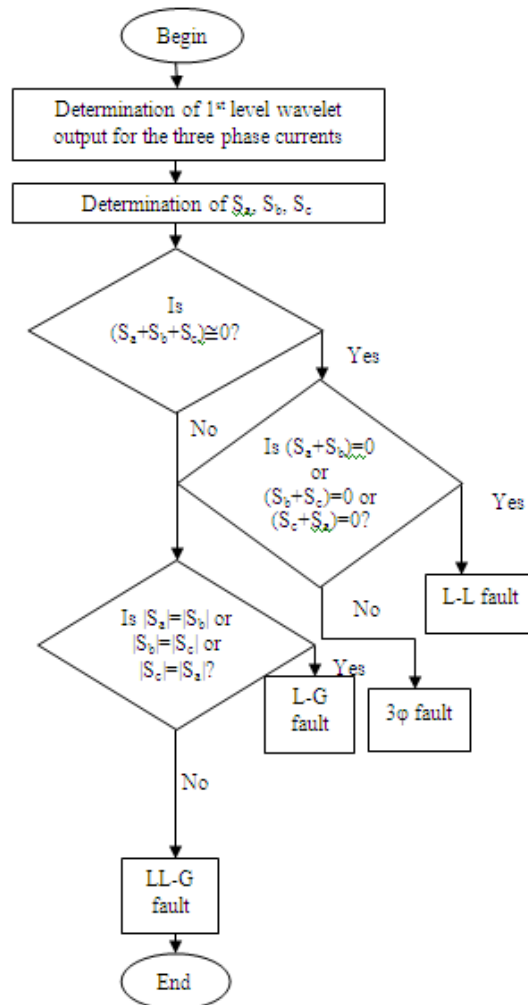 Begin
Determination of 1st level wavelet
output for the three phase currents
Determination of Sa, Sb, Sc
Is
(Sa+Sb+Sc)≅0?
Yes
No
Is (Sa+Sb)=0
or
(Sb+Sc)=0 or
(Sc+Sa)=0?
Yes
L-L fault
No
Is |Sa|=|Sb| or
|Sb|=|Sc| or
|Sc|=|Sa|?
Yes
L-G
fault
3φ fault
No
LL-G
fault
End